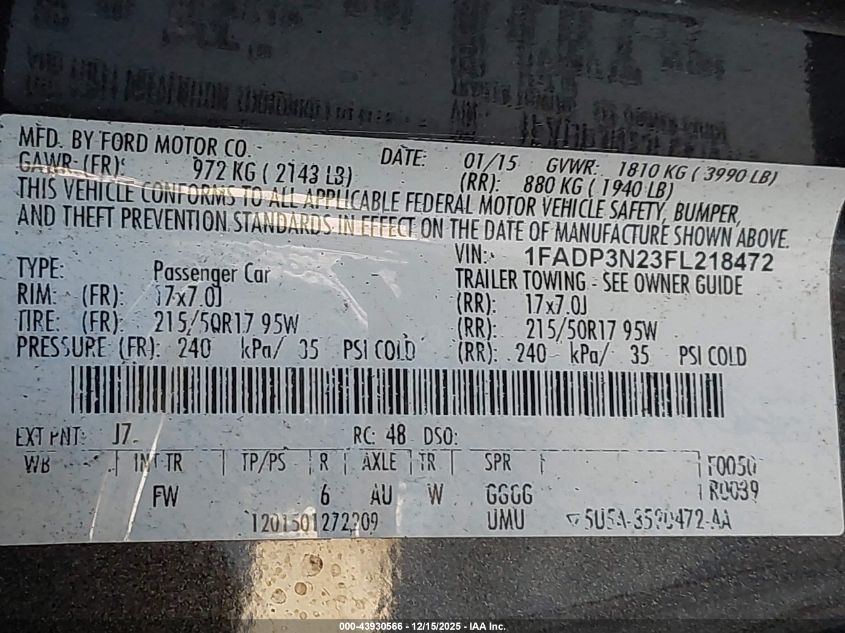 MFD. BY FORD MOTOR CO. DATE: 01/15 GVWR: 1810 KG (3990 LB)
GAWR (FR): 972 KG (2143 LB) (RR): 880 KG (1940 LB)
THIS VEHICLE CONFORMS TO ALL APPLICABLE FEDERAL MOTOR VEHICLE SAFETY, BUMPER,
AND THEFT PREVENTION STANDARDS IN EFFECT ON THE DATE OF MANUFACTURE SHOWN ABOVE.
VIN: 1FADP3N23FL218472
TYPE: Passenger Car TRAILER TOWING - SEE OWNER GUIDE
RIM: (FR): 17x7.0J (RR): 17x7.0J
TIRE: (FR): 215/50R17 95W (RR): 215/50R17 95W
PRESSURE (FR): 240 kPa/ 35 PSI COLD (RR): 240 kPa/ 35 PSI COLD
EXT PNT: J7 RC: 48 DSO:
WB INT TR TP/PS R AXLE TR SPR F0050
FW 6 AU W GGGG R0039
UMU
000-43930566 - 12/15/2025 - IAA Inc.